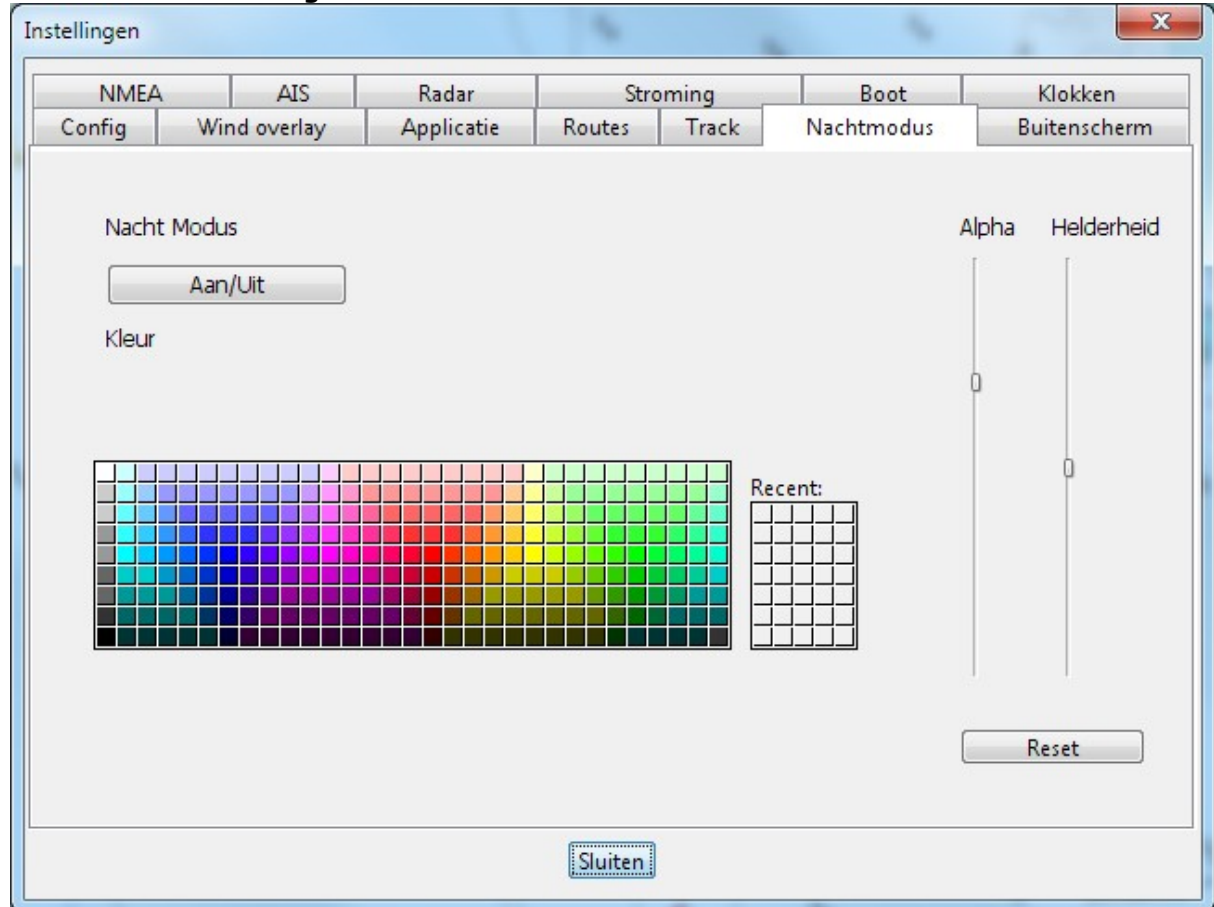 Instellingen
NMEA AIS Radar Stroming Boot Klokken
Config Wind overlay Applicatie Routes Track Nachtmodus Buitenscherm
Nacht Modus Alpha Helderheid
Aan/Uit
Kleur
Recent:
Reset
Sluiten